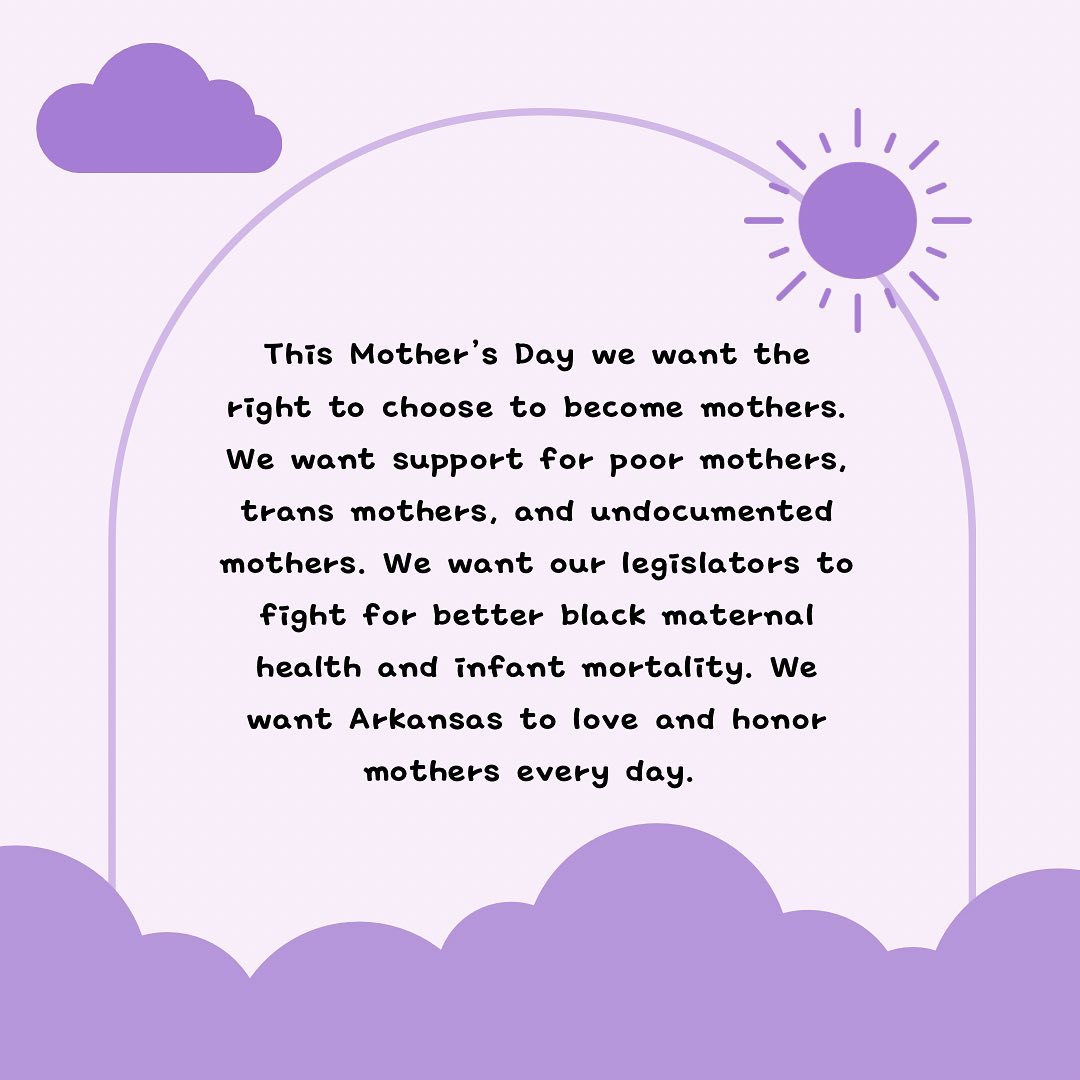 This Mother's Day we want the
right to choose to become mothers.
We want support for poor mothers,
trans mothers, and undocumented
mothers. We want our legislators to
fight for better black maternal
health and infant mortality. We
want Arkansas to love and honor
mothers every day.